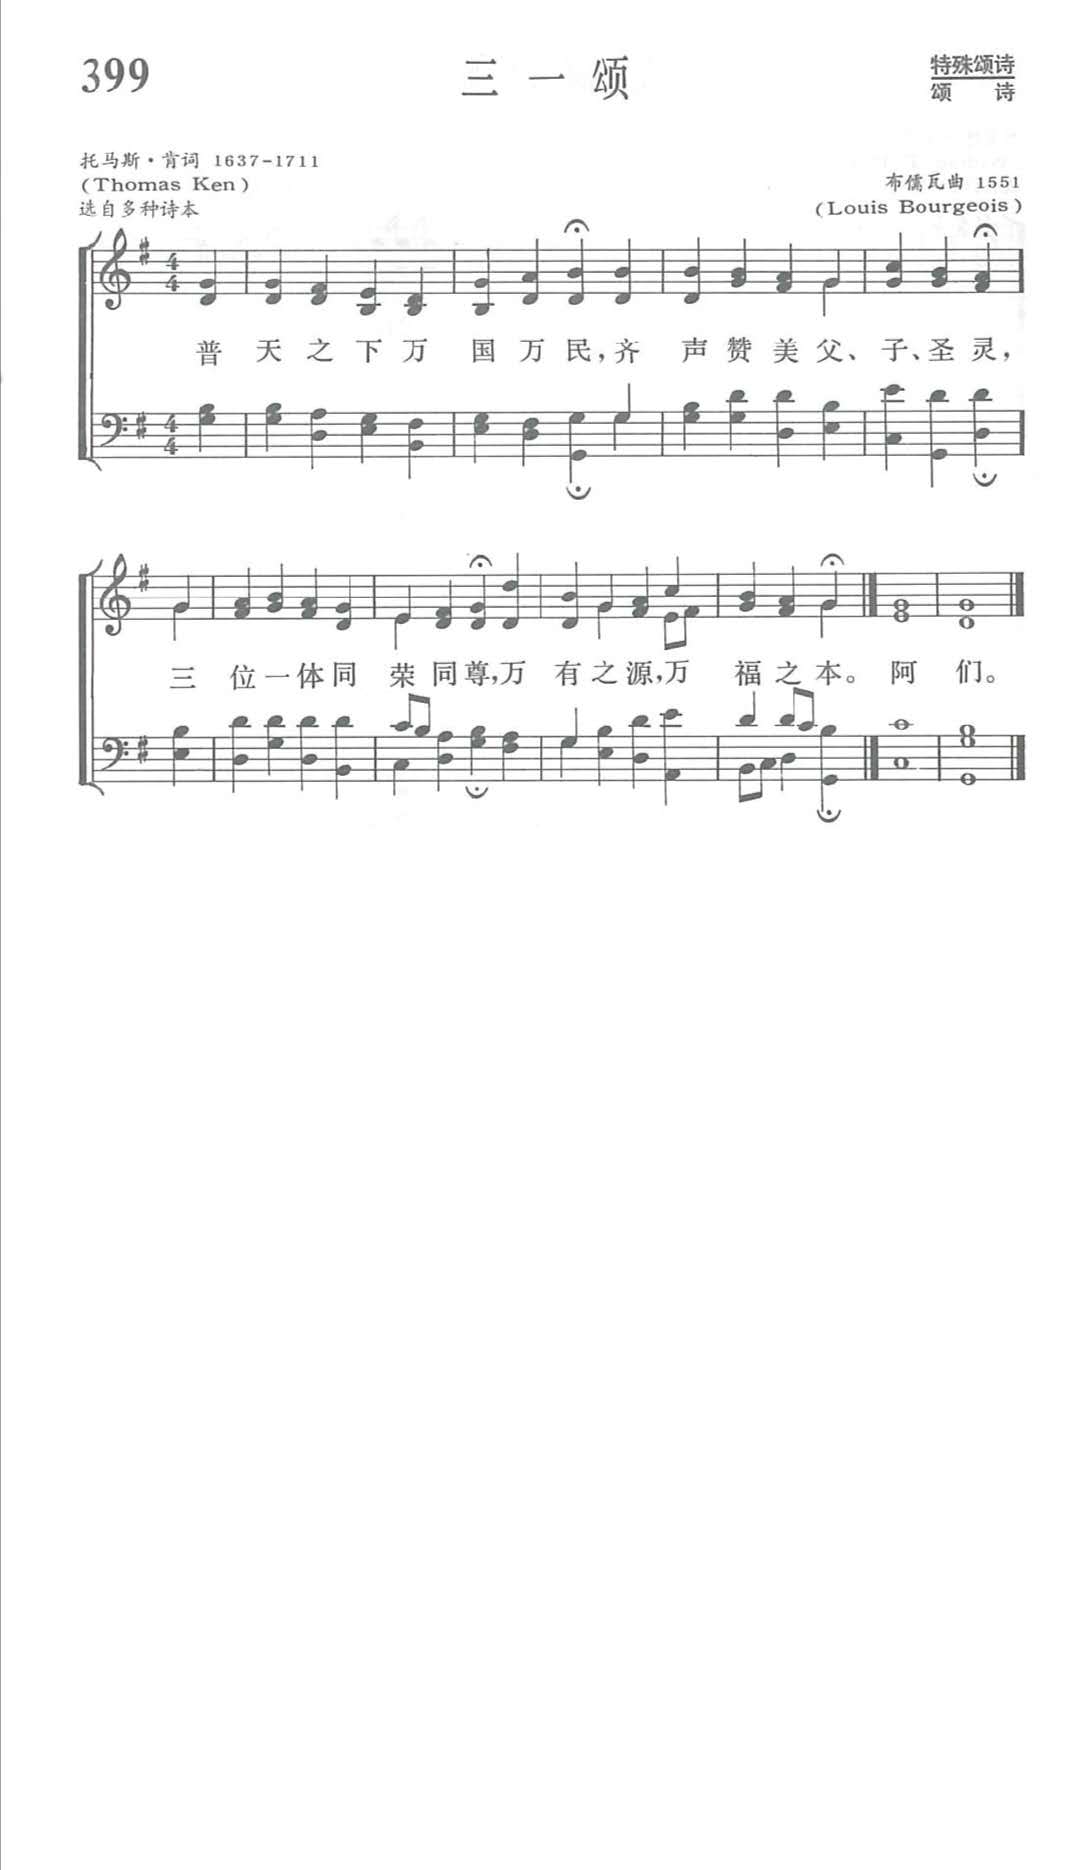 399
三一颂
特殊颂诗
颂 诗
托马斯·肯词 1637-1711
(Thomas Ken)
选自多种诗本
布儒瓦曲 1551
(Louis Bourgeois)
4
4
普天之下万国万民,齐声赞美父、子、圣灵,
4
4
三位一体同荣同尊,万有之源,万福之本。阿们。